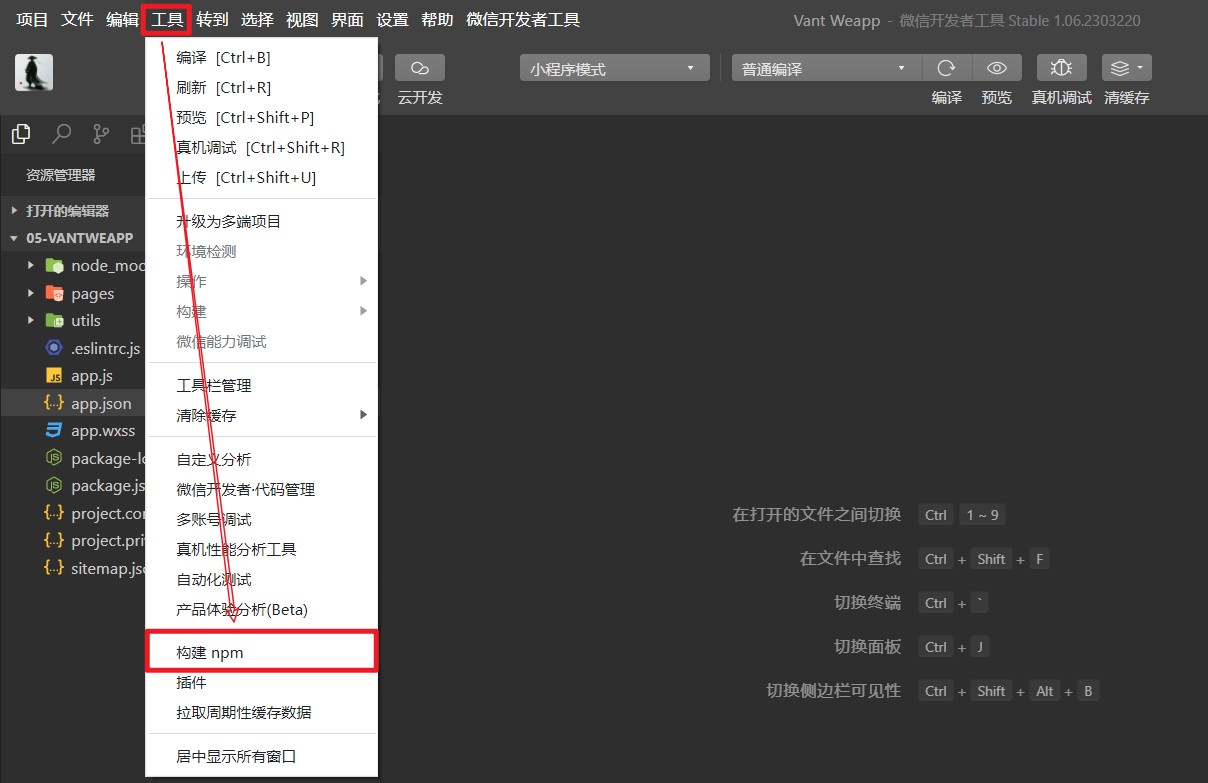 项目 文件 编辑 工具 转到 选择 视图 界面 设置 帮助 微信开发者工具 Vant Weapp - 微信开发者工具 Stable 1.06.2303220
小程序模式 普通编译
云开发 编译 预览 真机调试 清缓存
资源管理器
打开的编辑器
05-VANTWEAPP
node_mod
pages
utils
.eslintrc.js
JS app.js
{..} app.json
app.wxss
package-lo
package.js
{..} project.con
{..} project.pri
{..} sitemap.jso
编译 [Ctrl+B]
刷新 [Ctrl+R]
预览 [Ctrl+Shift+P]
真机调试 [Ctrl+Shift+R]
上传 [Ctrl+Shift+U]
升级为多端项目
环境检测
操作
构建
微信能力调试
工具栏管理
清除缓存
自定义分析
微信开发者·代码管理
多账号调试
真机性能分析工具
自动化测试
产品体验分析(Beta)
构建 npm
插件
拉取周期性缓存数据
居中显示所有窗口
在打开的文件之间切换 Ctrl 1 ~ 9
在文件中查找 Ctrl + Shift + F
切换终端 Ctrl + `
切换面板 Ctrl + J
切换侧边栏可见性 Ctrl + Shift + Alt + B